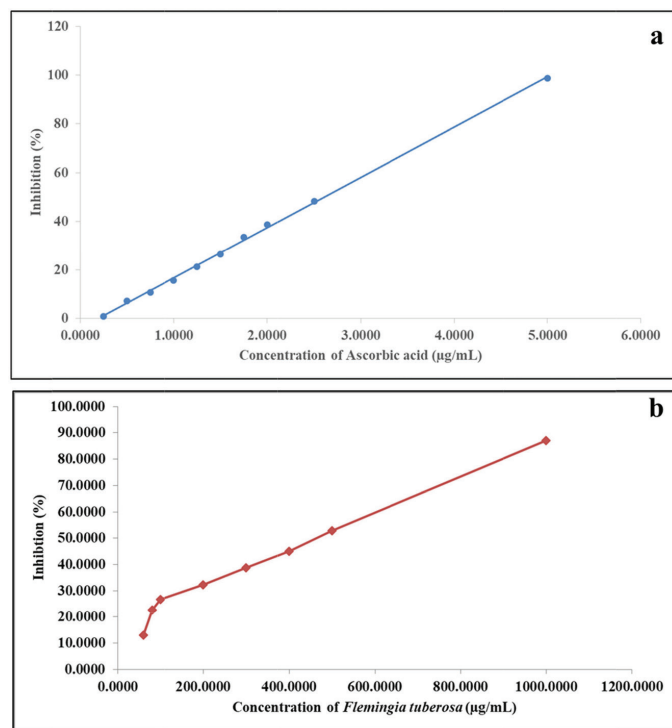 a
120
100
80
60
40
20
0
Inhibition (%)
0.0000 1.0000 2.0000 3.0000 4.0000 5.0000 6.0000
Concentration of Ascorbic acid (µg/mL)
b
100.0000
90.0000
80.0000
70.0000
60.0000
50.0000
40.0000
30.0000
20.0000
10.0000
0.0000
Inhibtion (%)
0.0000 200.0000 400.0000 600.0000 800.0000 1000.0000 1200.0000
Concentration of Flemingia tuberosa (µg/mL)